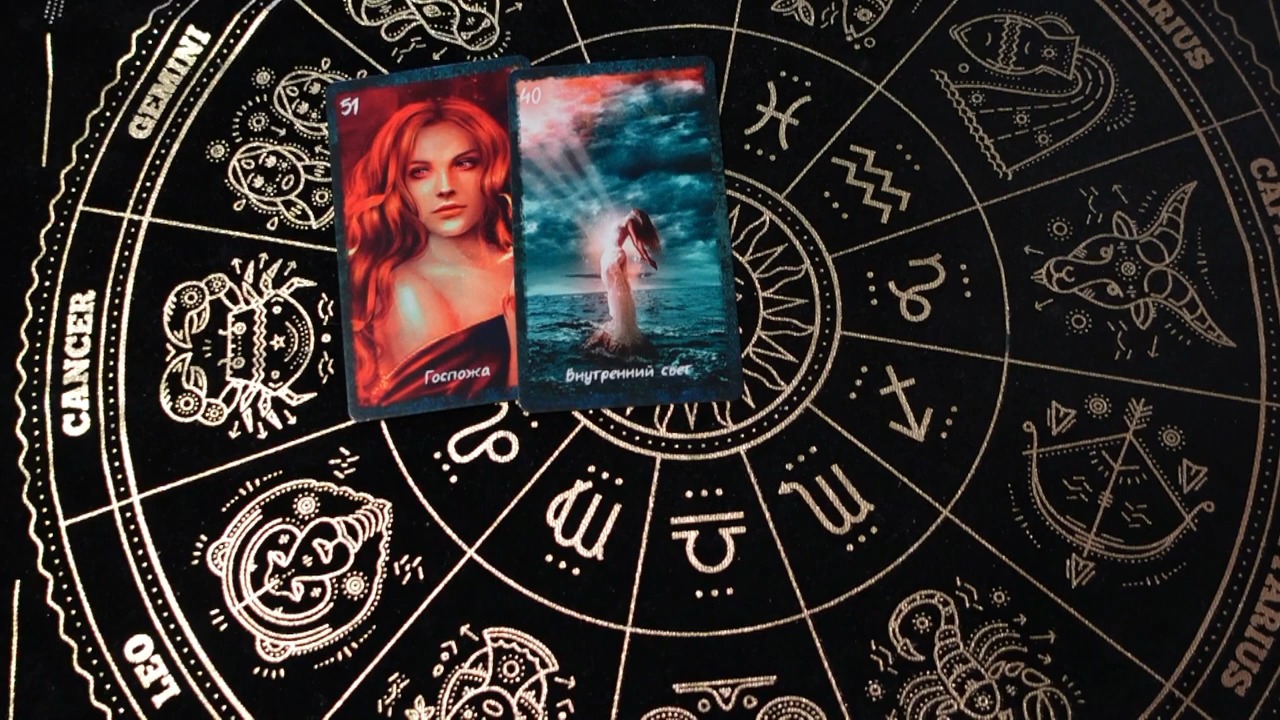 GEMINI
CANCER
LEO
51
Госпожа
40
Внутренний свет